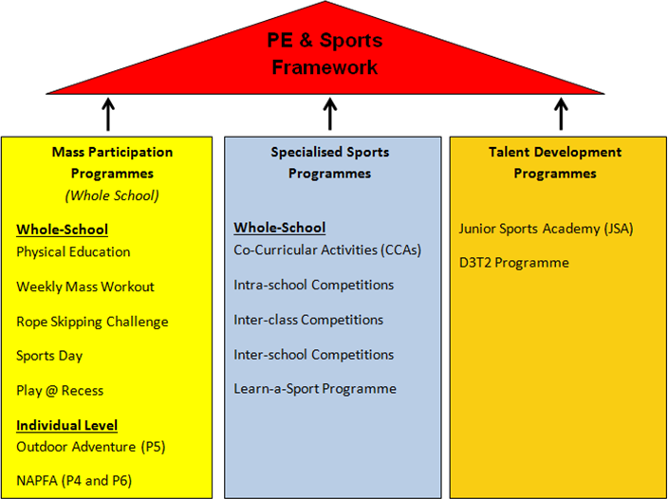 PE & Sports
Framework
Mass Participation
Programmes
(Whole School)
Whole-School
Physical Education
Weekly Mass Workout
Rope Skipping Challenge
Sports Day
Play @ Recess
Individual Level
Outdoor Adventure (P5)
NAPFA (P4 and P6)
Specialised Sports
Programmes
Whole-School
Co-Curricular Activities (CCAs)
Intra-school Competitions
Inter-class Competitions
Inter-school Competitions
Learn-a-Sport Programme
Talent Development
Programmes
Junior Sports Academy (JSA)
D3T2 Programme